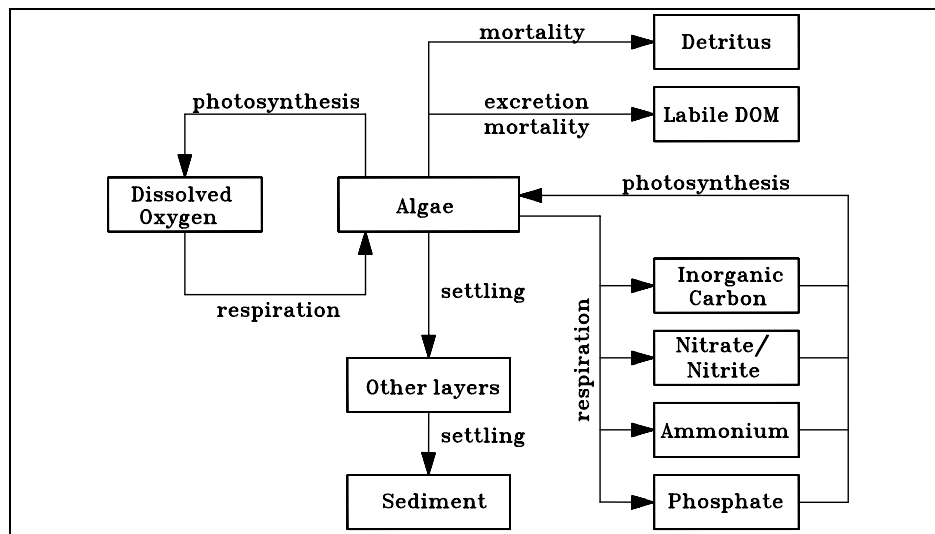 mortality
Detritus
photosynthesis
excretion
mortality
Labile DOM
photosynthesis
Dissolved
Oxygen
Algae
respiration
settling
respiration
Inorganic
Carbon
Nitrate/
Nitrite
Other layers
settling
Ammonium
Sediment
Phosphate